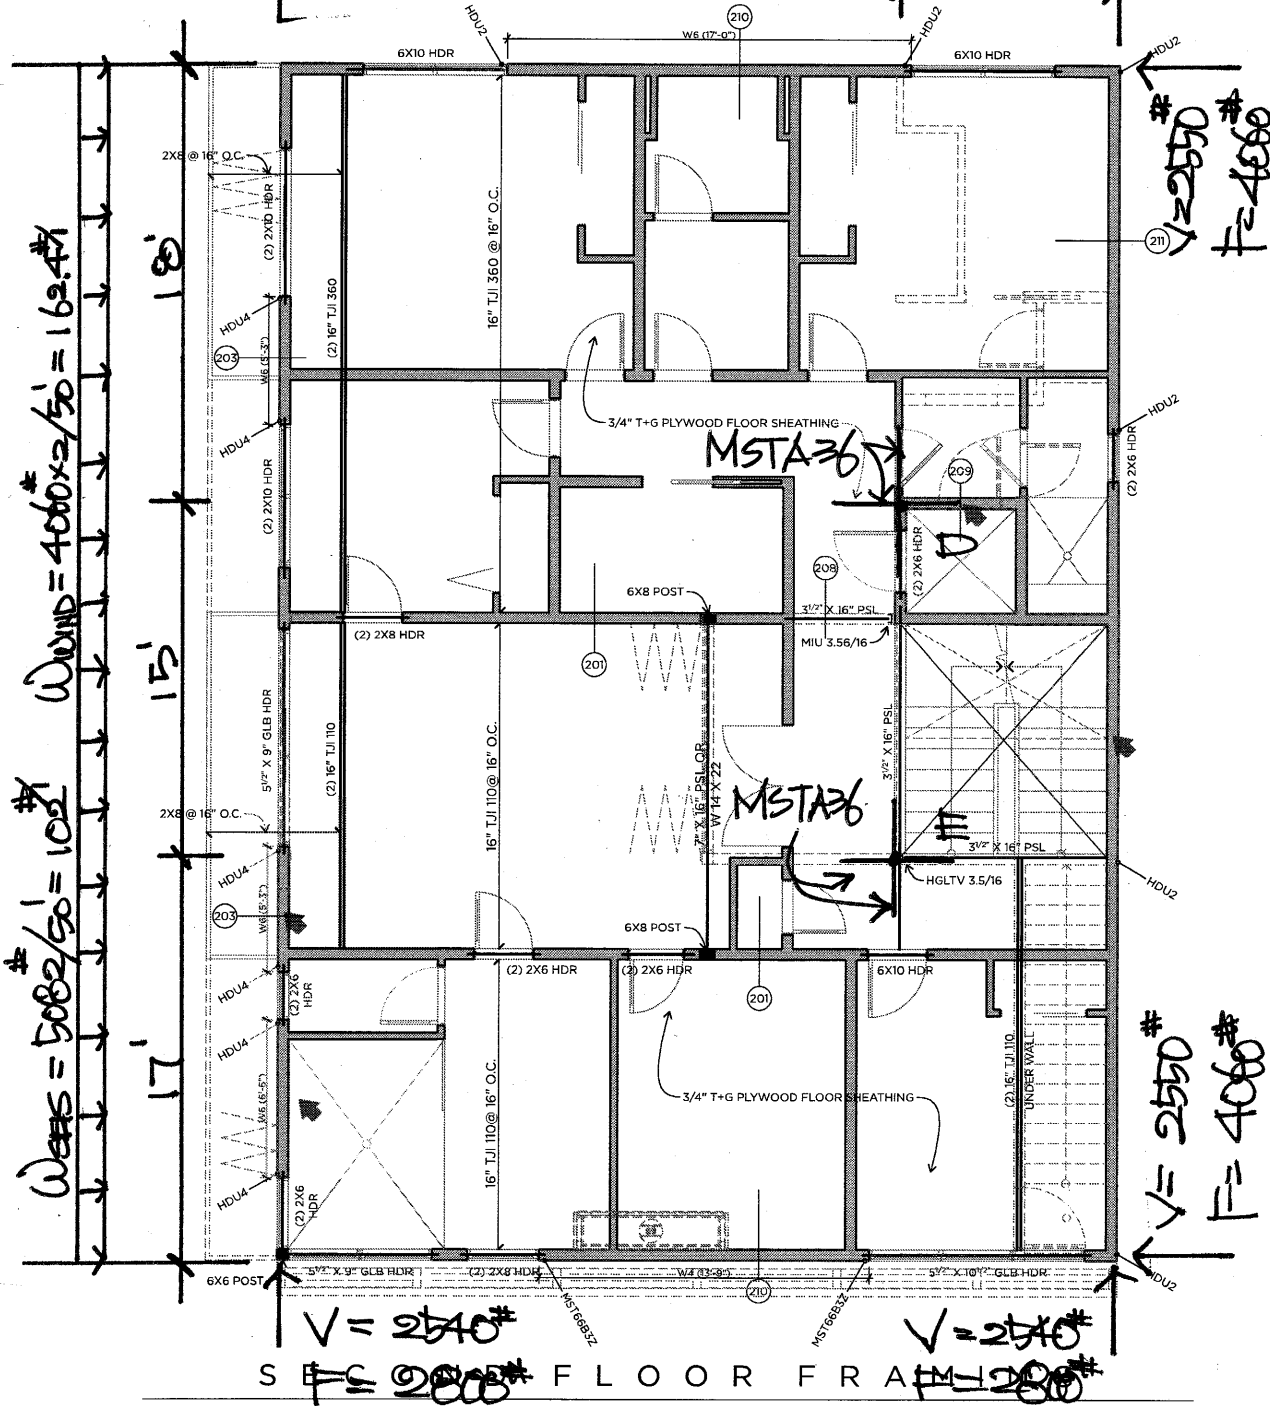 HDU2
210
W6 (17'-0")
HDU2
6X10 HDR
6X10 HDR
HDU2
V=2550#
F=4060#
2X8 @ 16" O.C.
(2) 2X10 HDR
18'
16" TJI 360 @ 16" O.C.
211
HDU4
(2) 16" TJI 360
203
W6 (5'-3")
HDU4
WWIND = 4060# x2/50' = 162.4#/'
3/4" T+G PLYWOOD FLOOR SHEATHING
MSTA36
HDU2
(2) 2X6 HDR
209
(2) 2X10 HDR
D
(2) 2X6 HDR
208
6X8 POST
3 1/2" X 16" PSL
(2) 2X8 HDR
MIU 3.56/16
201
15'
5 1/2" X 9" GLB HDR
(2) 16" TJI 110
16" TJI 110@ 16" O.C.
7" X 16" PSL OR
W 14 X 22
3 1/2" X 16" PSL
MSTA36
2X8 @ 16" O.C.
E
3 1/2" X 16" PSL
HDU4
HGLTV 3.5/16
HDU2
W6 (5'-3")
203
6X8 POST
WSEIS = 5082#/50' = 102#/'
HDU4
(2) 2X6
HDR
(2) 2X6 HDR
(2) 2X6 HDR
6X10 HDR
201
HDU4
17'
16" TJI 110@ 16" O.C.
(2) 16" TJI 110
UNDER WALL
V= 2550#
F= 4060#
W6 (6'-6")
3/4" T+G PLYWOOD FLOOR SHEATHING
HDU4
(2) 2X6
HDR
6X6 POST
5 1/2" X 9" GLB HDR
(2) 2X8 HDR
W4 (13'-9")
210
5 1/2" X 10 1/2" GLB HDR
HDU2
MST66B3Z
MST66B3Z
V= 2540#
V=2540#
FLOOR